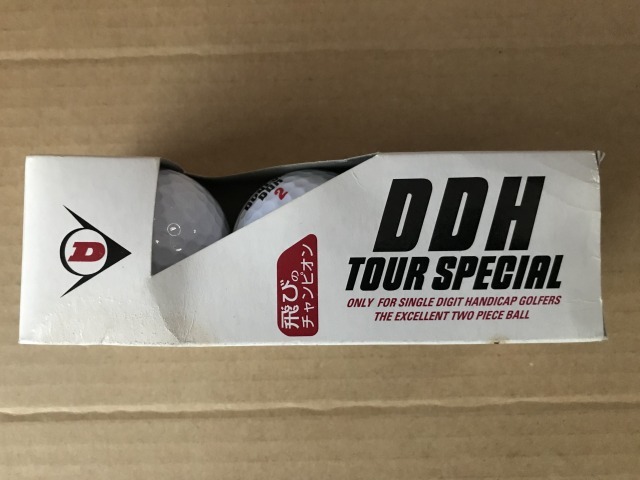 D
2
飛びの
チャンピオン
DDH
TOUR SPECIAL
ONLY FOR SINGLE DIGIT HANDICAP GOLFERS
THE EXCELLENT TWO PIECE BALL